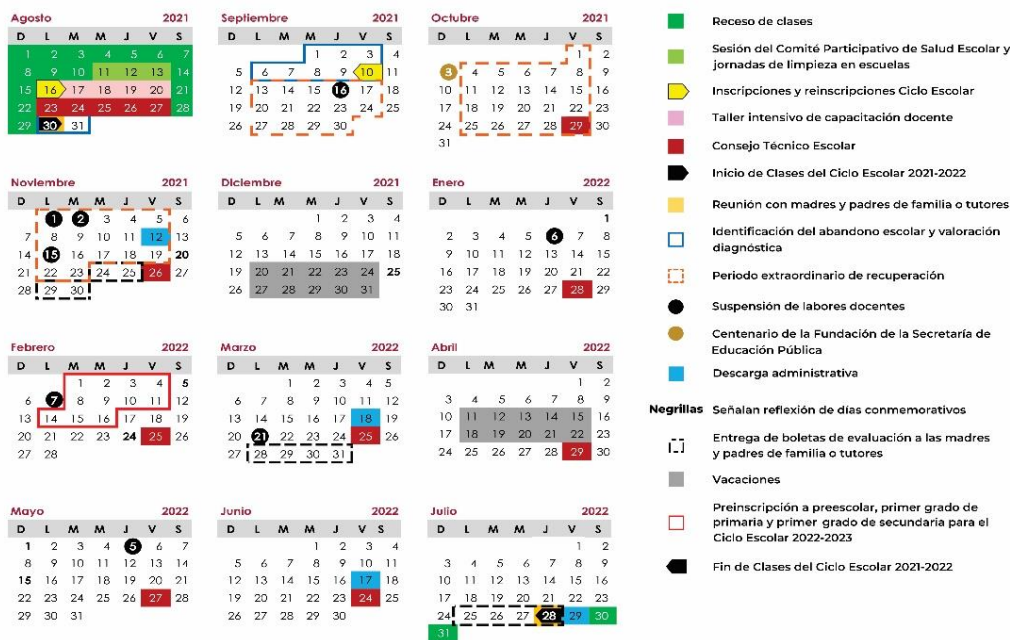 Agosto 2021
D L M M J V S
1 2 3 4 5 6 7
8 9 10 11 12 13 14
15 16 17 18 19 20 21
22 23 24 25 26 27 28
29 30 31
Septiembre 2021
D L M M J V S
1 2 3 4
5 6 7 8 9 10 11
12 13 14 15 16 17 18
19 20 21 22 23 24 25
26 27 28 29 30
Octubre 2021
D L M M J V S
1 2
3 4 5 6 7 8 9
10 11 12 13 14 15 16
17 18 19 20 21 22 23
24 25 26 27 28 29 30
31
Noviembre 2021
D L M M J V S
1 2 3 4 5 6
7 8 9 10 11 12 13
14 15 16 17 18 19 20
21 22 23 24 25 26 27
28 29 30
Diciembre 2021
D L M M J V S
1 2 3 4
5 6 7 8 9 10 11
12 13 14 15 16 17 18
19 20 21 22 23 24 25
26 27 28 29 30 31
Enero 2022
D L M M J V S
1
2 3 4 5 6 7 8
9 10 11 12 13 14 15
16 17 18 19 20 21 22
23 24 25 26 27 28 29
30 31
Febrero 2022
D L M M J V S
1 2 3 4 5
6 7 8 9 10 11 12
13 14 15 16 17 18 19
20 21 22 23 24 25 26
27 28
Marzo 2022
D L M M J V S
1 2 3 4 5
6 7 8 9 10 11 12
13 14 15 16 17 18 19
20 21 22 23 24 25 26
27 28 29 30 31
Abril 2022
D L M M J V S
1 2
3 4 5 6 7 8 9
10 11 12 13 14 15 16
17 18 19 20 21 22 23
24 25 26 27 28 29 30
Mayo 2022
D L M M J V S
1 2 3 4 5 6 7
8 9 10 11 12 13 14
15 16 17 18 19 20 21
22 23 24 25 26 27 28
29 30 31
Junio 2022
D L M M J V S
1 2 3 4
5 6 7 8 9 10 11
12 13 14 15 16 17 18
19 20 21 22 23 24 25
26 27 28 29 30
Julio 2022
D L M M J V S
1 2
3 4 5 6 7 8 9
10 11 12 13 14 15 16
17 18 19 20 21 22 23
24 25 26 27 28 29 30
31
Receso de clases
Sesión del Comité Participativo de Salud Escolar y
jornadas de limpieza en escuelas
Inscripciones y reinscripciones Ciclo Escolar
Taller intensivo de capacitación docente
Consejo Técnico Escolar
Inicio de Clases del Ciclo Escolar 2021-2022
Reunión con madres y padres de familia o tutores
Identificación del abandono escolar y valoración
diagnóstica
Periodo extraordinario de recuperación
Suspensión de labores docentes
Centenario de la Fundación de la Secretaría de
Educación Pública
Descarga administrativa
Negrillas Señalan reflexión de días conmemorativos
Entrega de boletas de evaluación a las madres
y padres de familia o tutores
Vacaciones
Preinscripción a preescolar, primer grado de
primaria y primer grado de secundaria para el
Ciclo Escolar 2022-2023
Fin de Clases del Ciclo Escolar 2021-2022